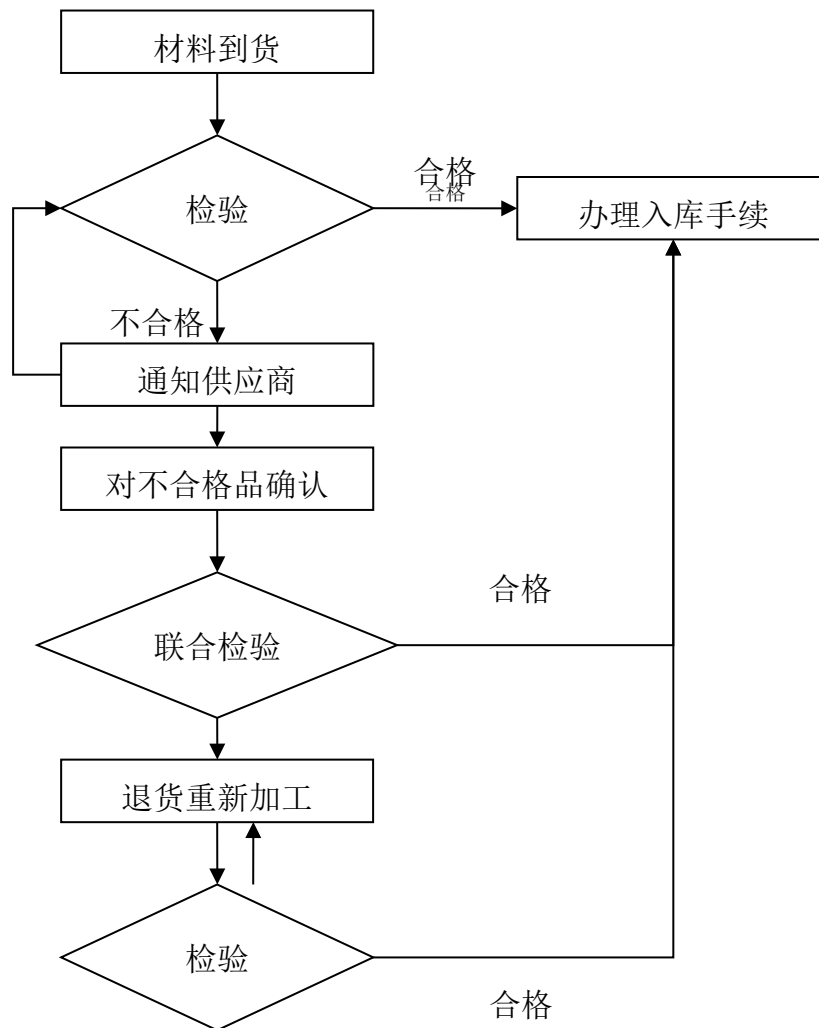 材料到货
合格
合格
检验
办理入库手续
不合格
通知供应商
对不合格品确认
合格
联合检验
退货重新加工
检验
合格